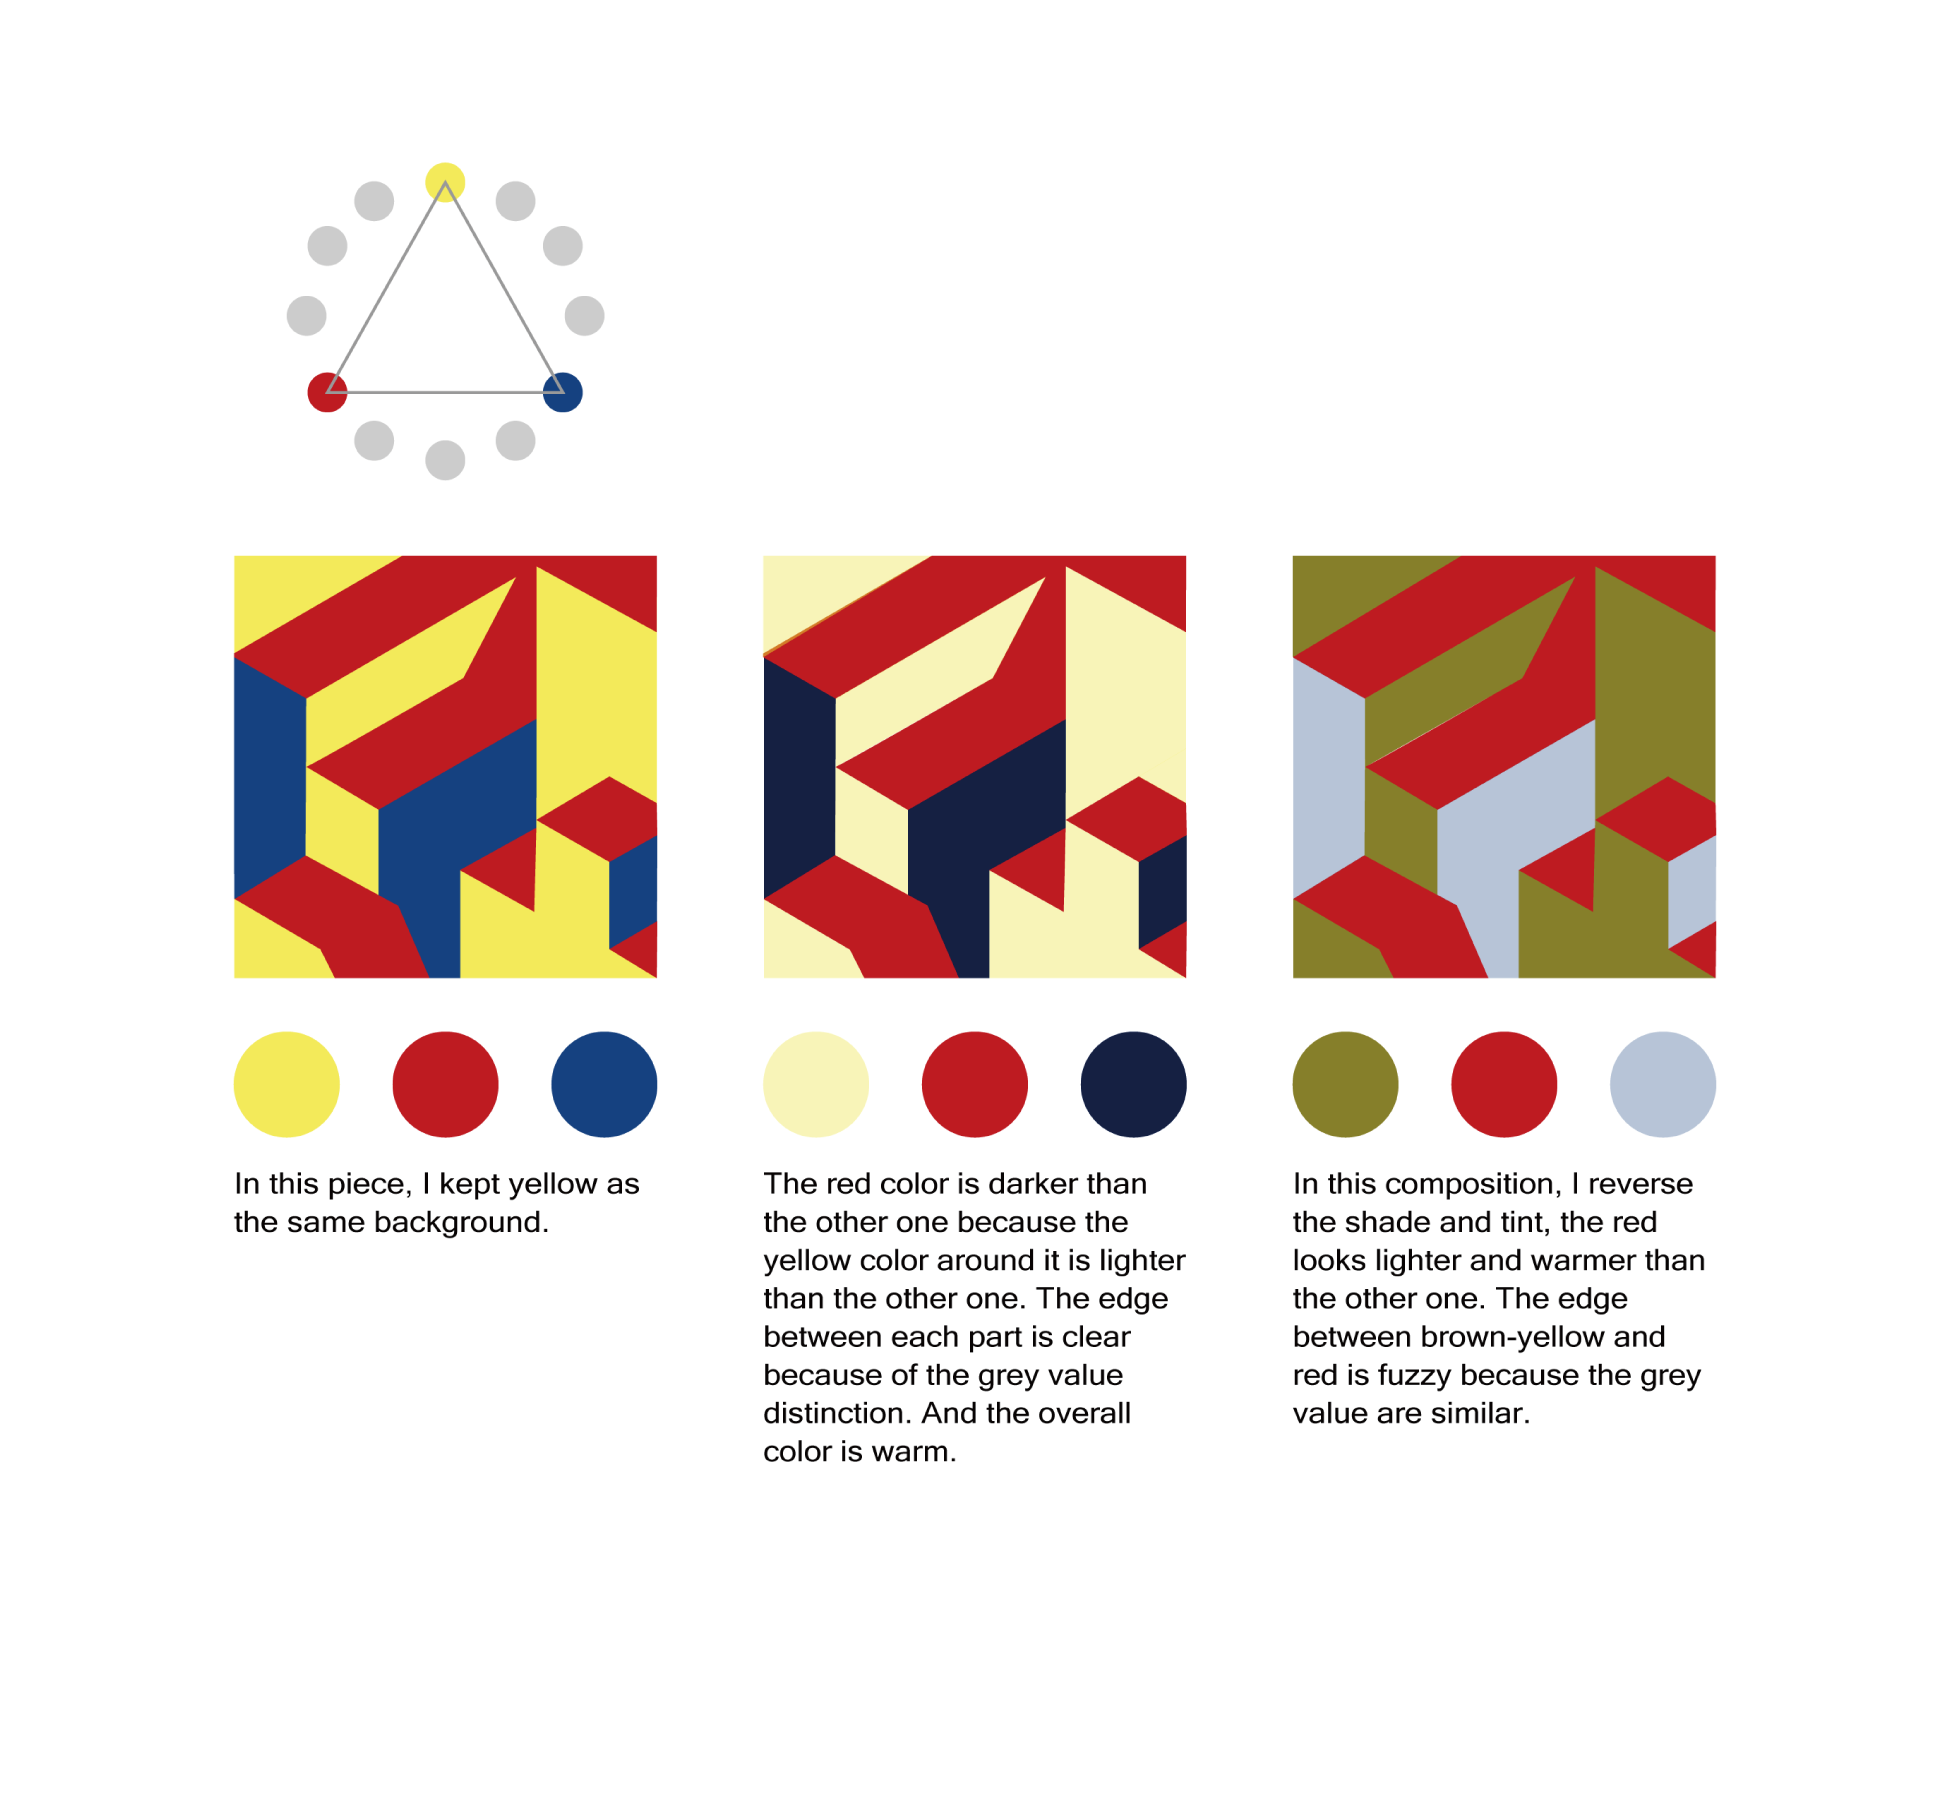 In this piece, I kept yellow as
the same background.
The red color is darker than
the other one because the
yellow color around it is lighter
than the other one. The edge
between each part is clear
because of the grey value
distinction. And the overall
color is warm.
In this composition, I reverse
the shade and tint, the red
looks lighter and warmer than
the other one. The edge
between brown-yellow and
red is fuzzy because the grey
value are similar.